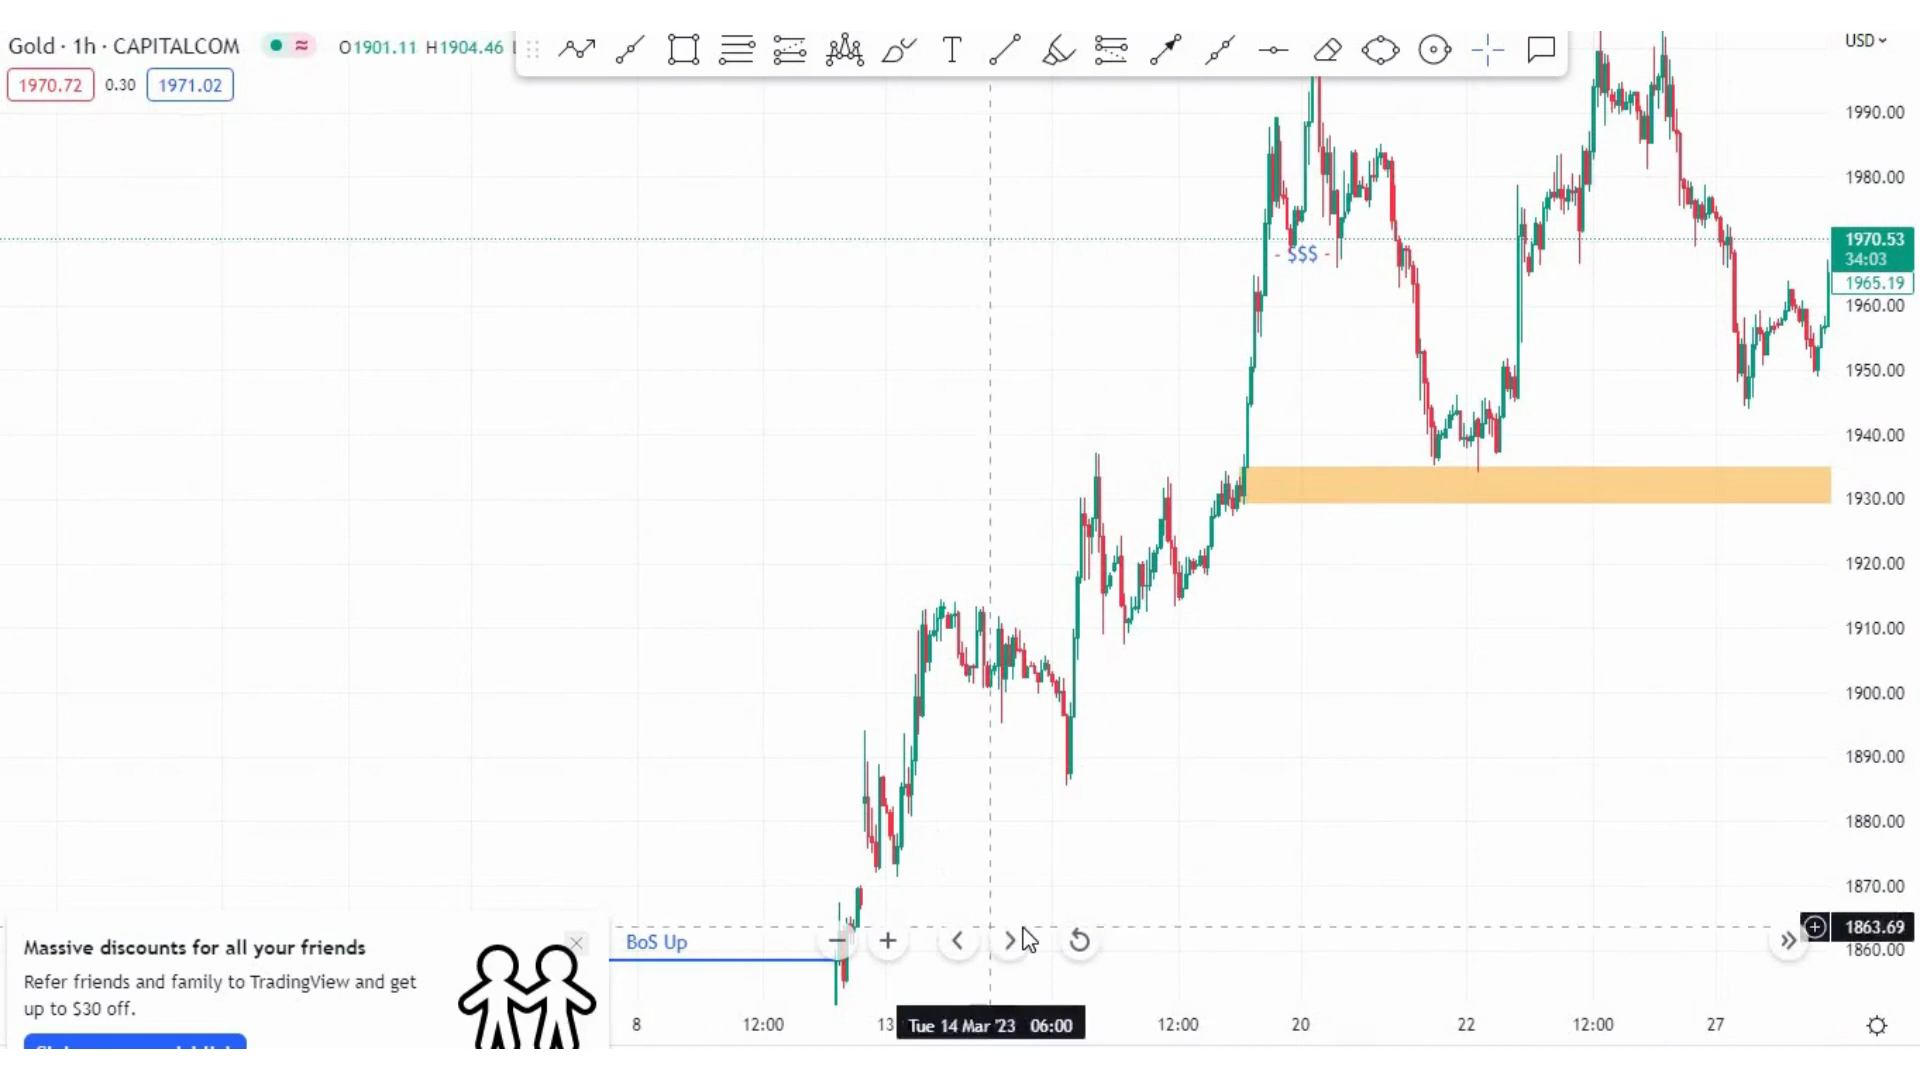 Gold · 1h · CAPITALCOM
O1901.11 H1904.46
USD
1970.72 0.30 1971.02
1990.00
1980.00
1970.53
34:03
1965.19
1960.00
1950.00
1940.00
1930.00
1920.00
1910.00
1900.00
1890.00
1880.00
1870.00
1863.69
1860.00
- $$$ -
BoS Up
Massive discounts for all your friends
Refer friends and family to TradingView and get
up to $30 off.
8 12:00 13 Tue 14 Mar '23 06:00 12:00 20 22 12:00 27